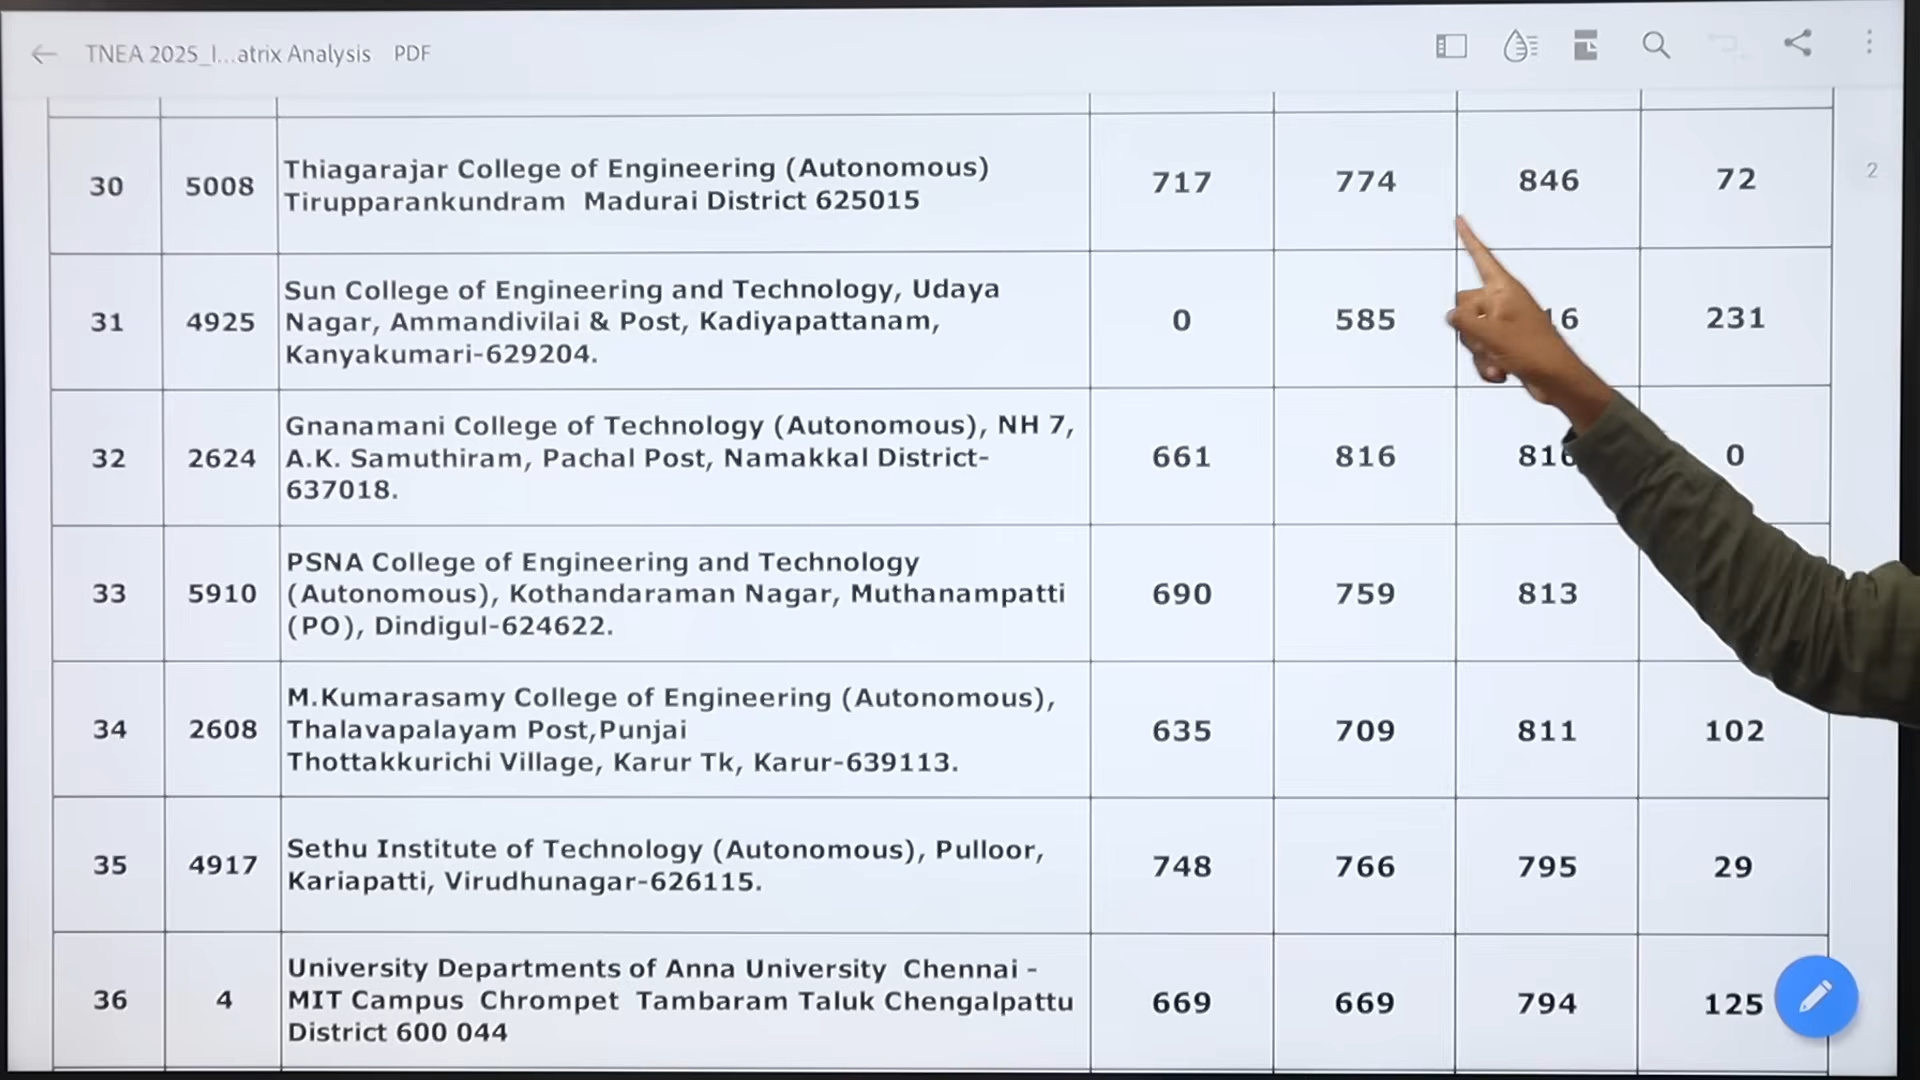 TNEA 2025_I...atrix Analysis PDF
2
30 5008 Thiagarajar College of Engineering (Autonomous) 717 774 846 72
Tirupparankundram Madurai District 625015
31 4925 Sun College of Engineering and Technology, Udaya 0 585 231
Nagar, Ammandivilai & Post, Kadiyapattanam,
Kanyakumari-629204.
32 2624 Gnanamani College of Technology (Autonomous), NH 7, 661 816 816 0
A.K. Samuthiram, Pachal Post, Namakkal District-
637018.
33 5910 PSNA College of Engineering and Technology 690 759 813
(Autonomous), Kothandaraman Nagar, Muthanampatti
(PO), Dindigul-624622.
34 2608 M.Kumarasamy College of Engineering (Autonomous), 635 709 811 102
Thalavapalayam Post,Punjai
Thottakkurichi Village, Karur Tk, Karur-639113.
35 4917 Sethu Institute of Technology (Autonomous), Pulloor, 748 766 795 29
Kariapatti, Virudhunagar-626115.
36 4 University Departments of Anna University Chennai - 669 669 794 125
MIT Campus Chrompet Tambaram Taluk Chengalpattu
District 600 044